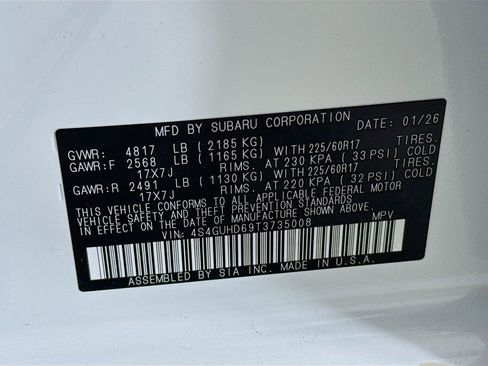 MFD BY SUBARU CORPORATION DATE: 01/26
GVWR: 4817 LB ( 2185 KG)
GAWR:F 2568 LB ( 1165 KG) WITH 225/60R17 TIRES.
17X7J RIMS. AT 230 KPA ( 33 PSI) COLD
GAWR:R 2491 LB ( 1130 KG) WITH 225/60R17 TIRES.
17X7J RIMS. AT 220 KPA ( 32 PSI) COLD
THIS VEHICLE CONFORMS TO ALL APPLICABLE FEDERAL MOTOR
VEHICLE SAFETY, BUMPER, AND THEFT PREVENTION STANDARDS
IN EFFECT ON THE DATE OF MANUFACTURE SHOWN ABOVE.
VIN: 4S4GUHD69T3735008 MPV
ASSEMBLED BY SIA INC. MADE IN U.S.A.